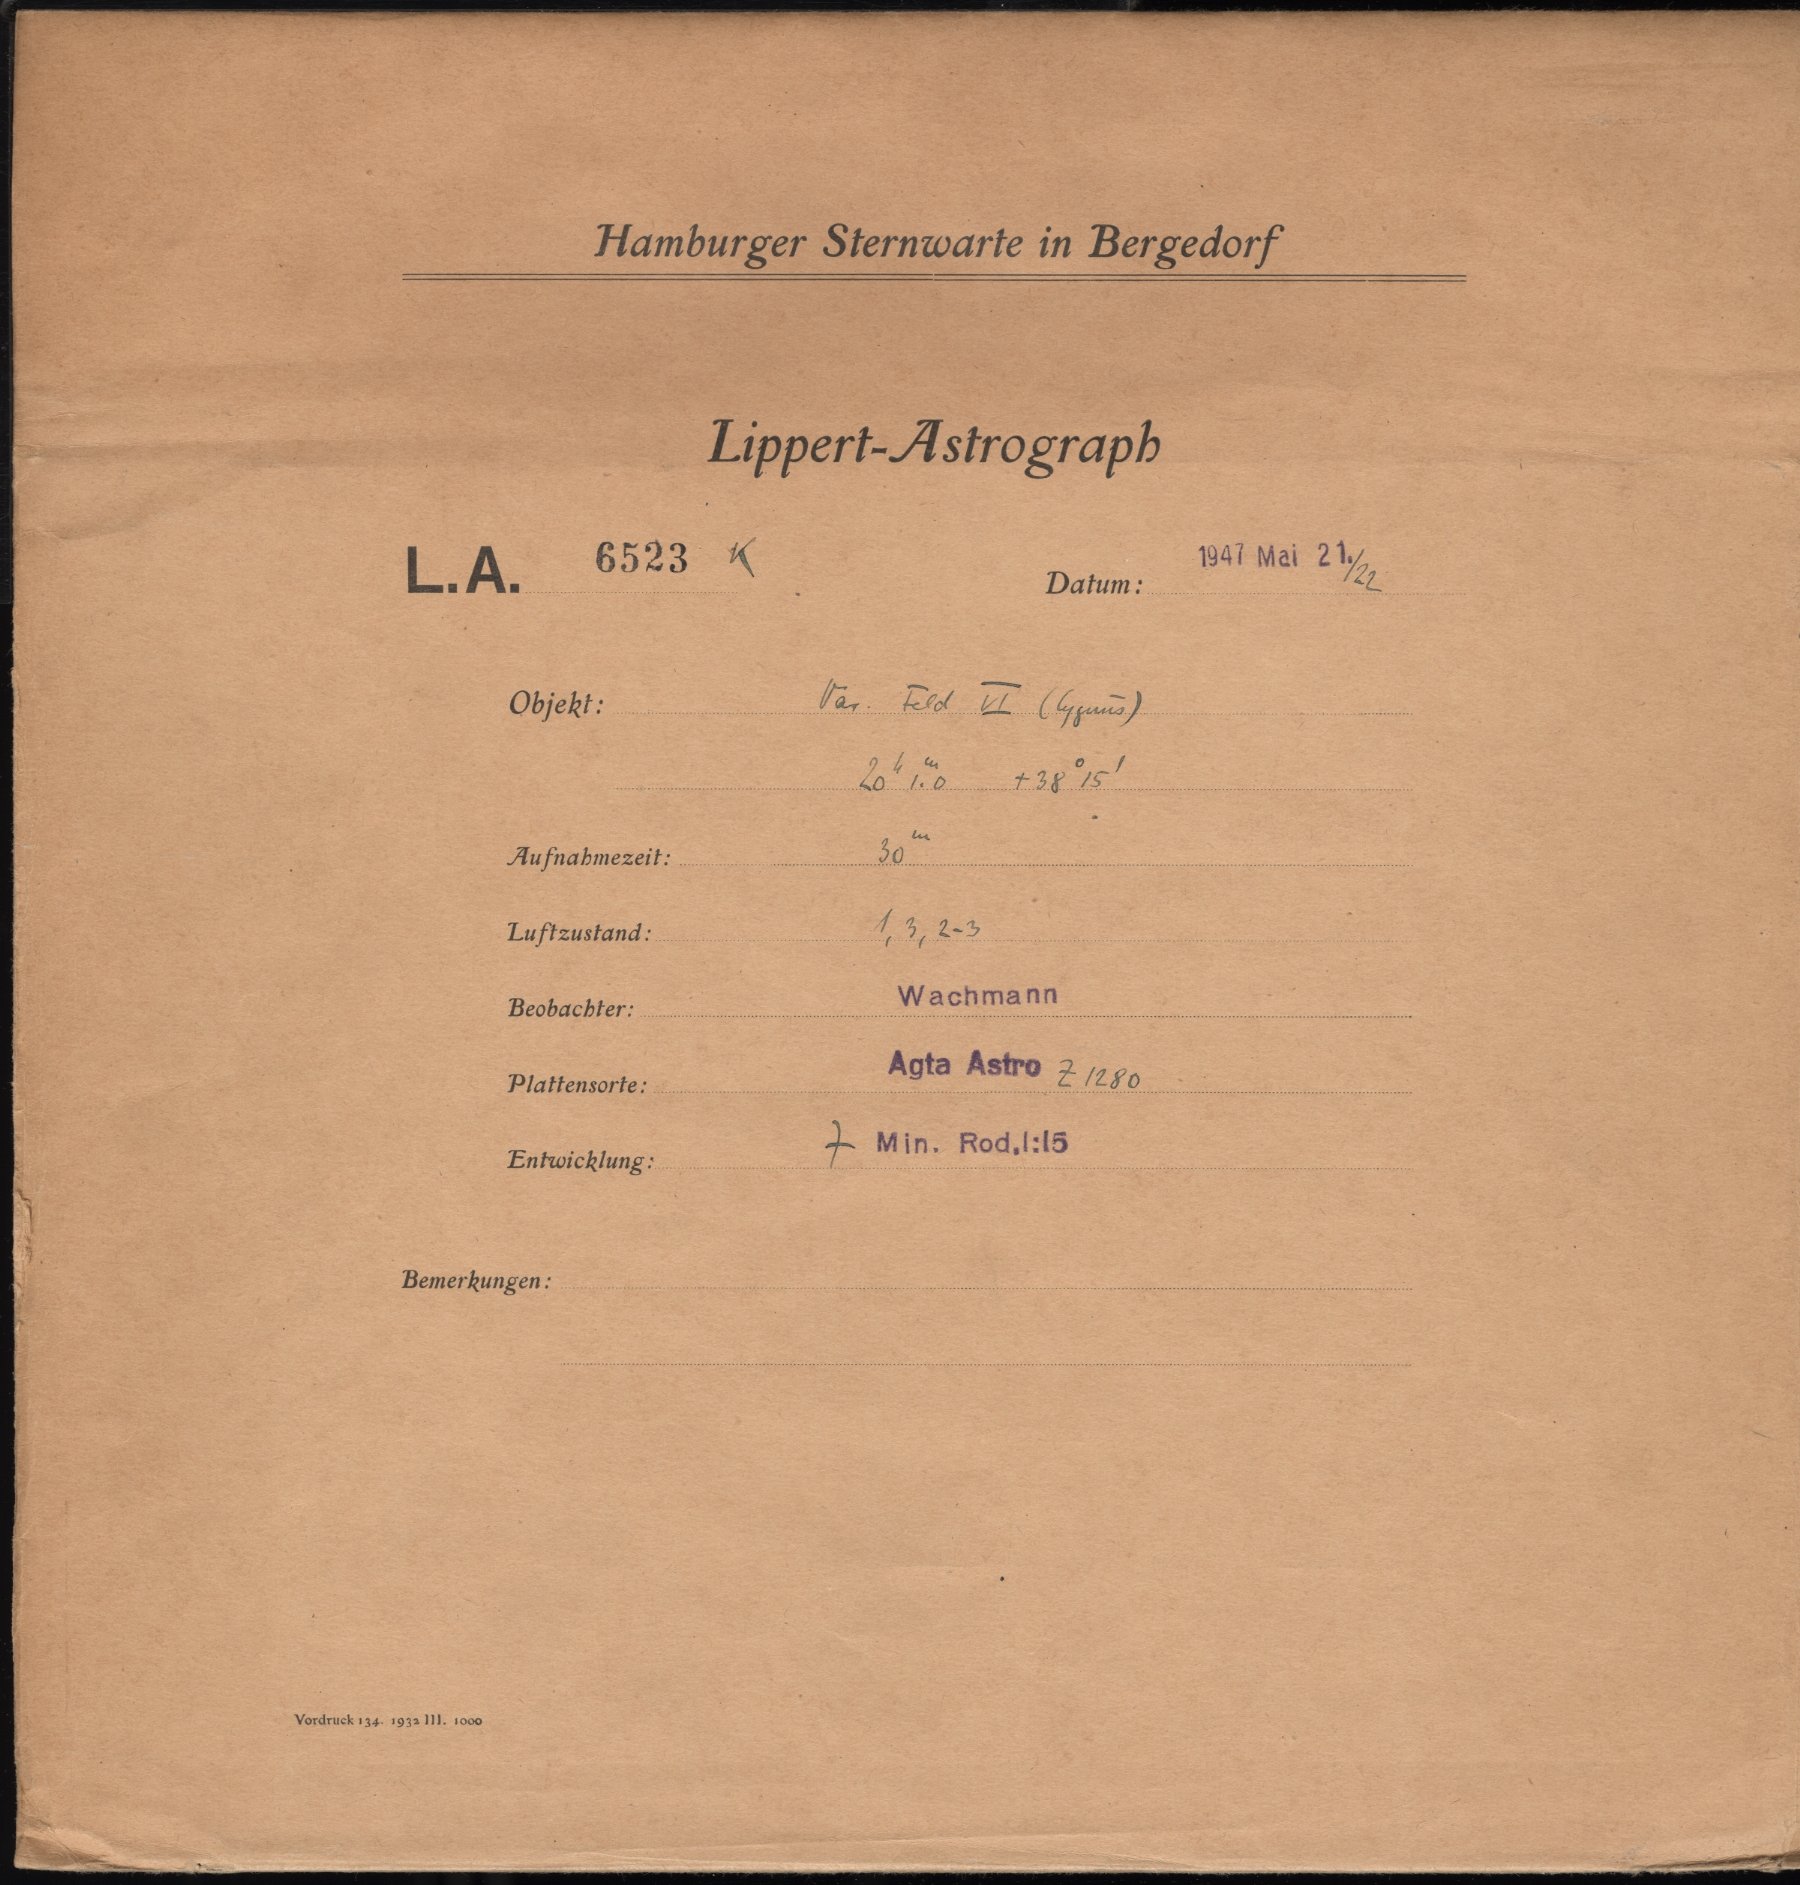 Hamburger Sternwarte in Bergedorf
Lippert-Astrograph
L.A. 6523 K
Datum: 1947 Mai 21./22
Objekt: Var. Feld VI (Cygnus)
20h 1m.0 +38° 15'
Aufnahmezeit: 30m
Luftzustand: 1, 3, 2-3
Beobachter: Wachmann
Plattensorte: Agfa Astro Z 1280
Entwicklung: 7 Min. Rod. 1:15
Bemerkungen:
Vordruck 134. 1932 III. 1000